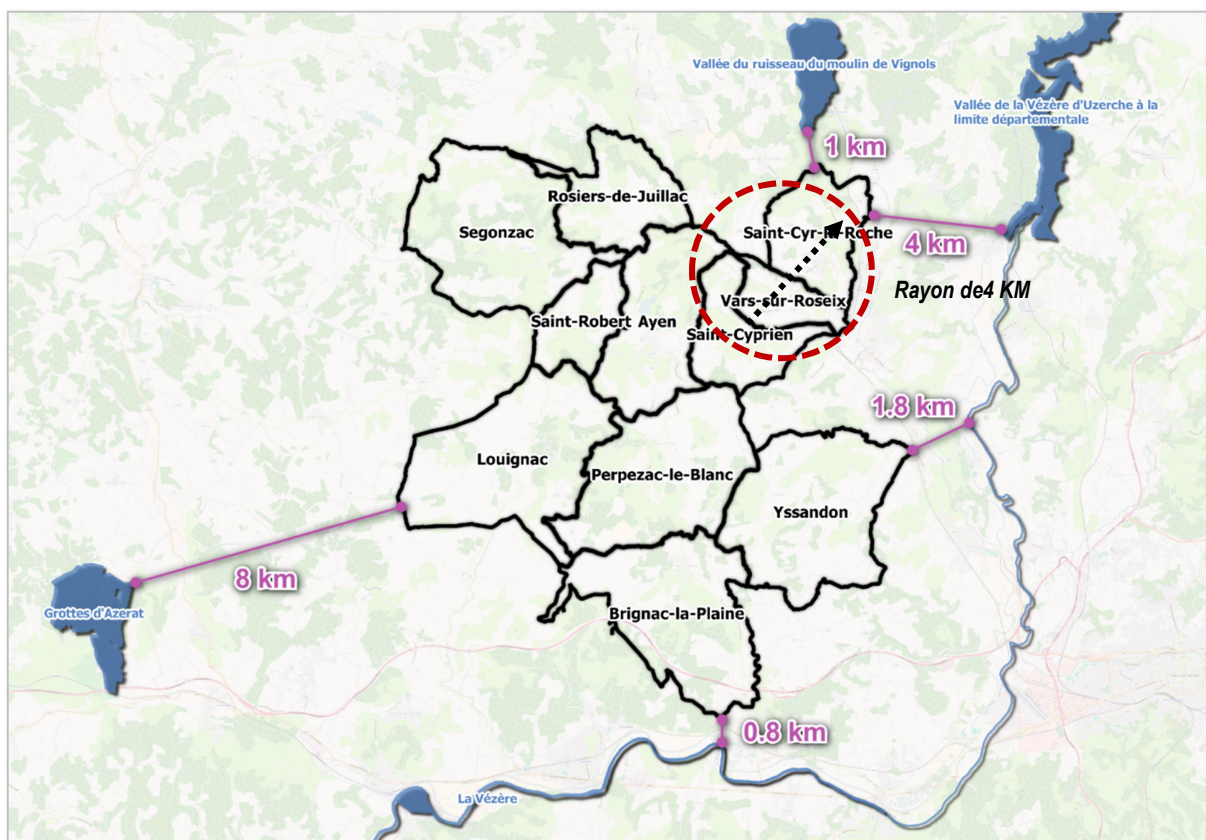 Vallée du ruisseau du moulin de Vignols
Vallée de la Vézère d'Uzerche à la
limite départementale
1 km
Rosiers-de-Juillac
Segonzac
Saint-Cyr-la-Roche
4 km
Rayon de4 KM
Vars-sur-Roseix
Saint-Robert
Ayen
Saint-Cyprien
1.8 km
Louignac
Perpezac-le-Blanc
Yssandon
8 km
Grottes d'Azerat
Brignac-la-Plaine
0.8 km
La Vézère